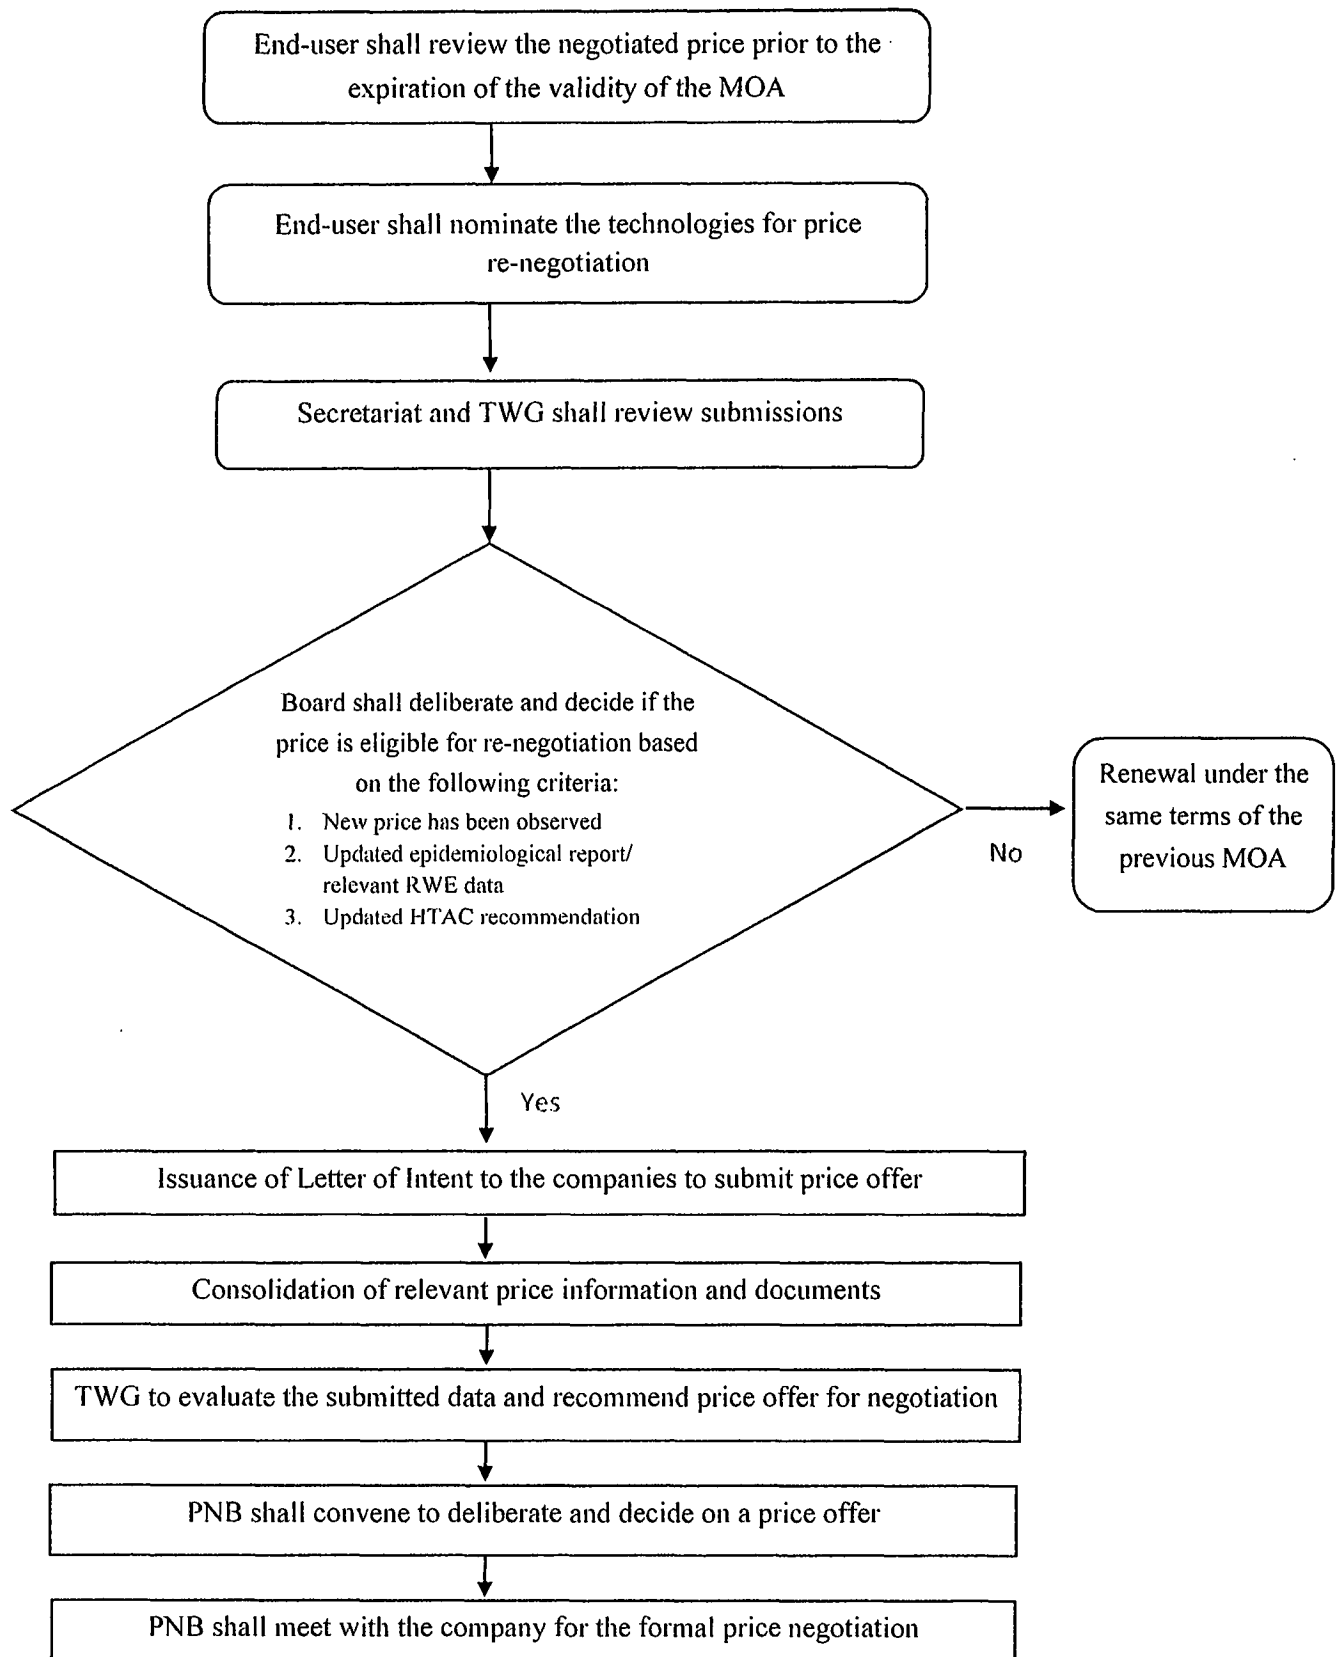 End-user shall review the negotiated price prior to the
expiration of the validity of the MOA
End-user shall nominate the technologies for price
re-negotiation
Secretariat and TWG shall review submissions
Board shall deliberate and decide if the
price is eligible for re-negotiation based
on the following criteria:
1. New price has been observed
2. Updated epidemiological report/
relevant RWE data
3. Updated HTAC recommendation
No
Renewal under the
same terms of the
previous MOA
Yes
Issuance of Letter of Intent to the companies to submit price offer
Consolidation of relevant price information and documents
TWG to evaluate the submitted data and recommend price offer for negotiation
PNB shall convene to deliberate and decide on a price offer
PNB shall meet with the company for the formal price negotiation